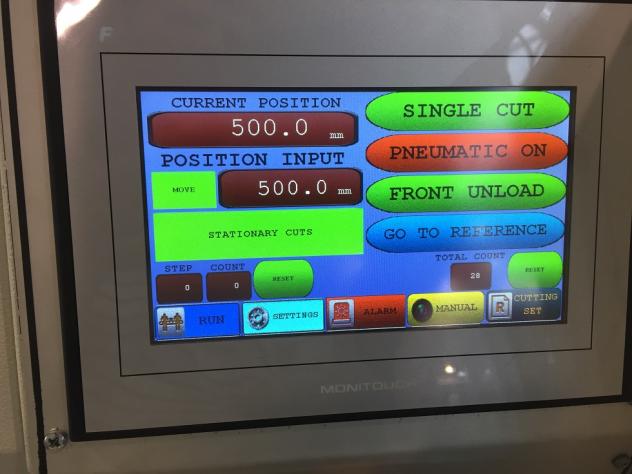 F
CURRENT POSITION
500.0 mm
POSITION INPUT
MOVE
500.0 mm
STATIONARY CUTS
STEP
0
COUNT
0
RESET
SINGLE CUT
PNEUMATIC ON
FRONT UNLOAD
GO TO REFERENCE
TOTAL COUNT
28
RESET
RUN
SETTINGS
ALARM
MANUAL
R
CUTTING
SET
MONITOUCH